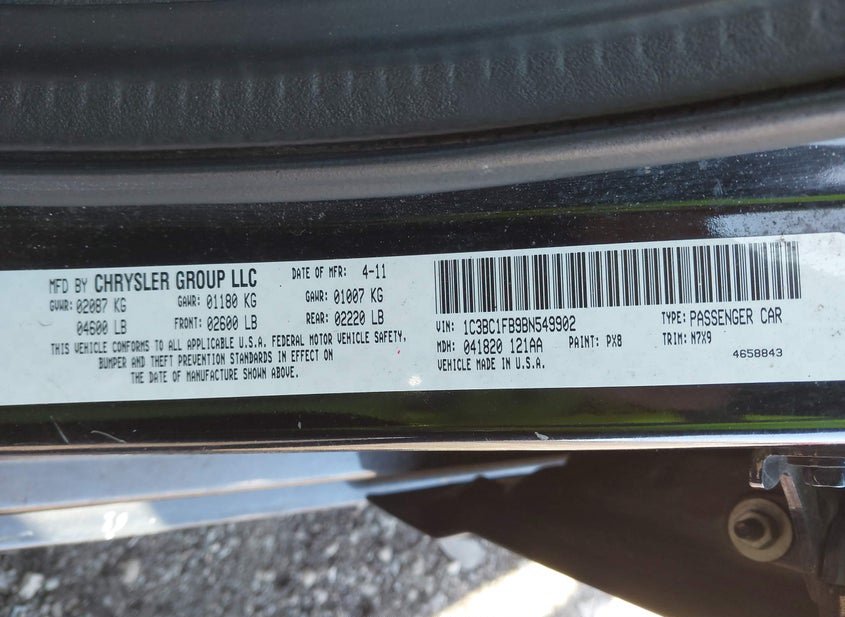 MFD BY CHRYSLER GROUP LLC DATE OF MFR: 4-11
GVWR: 02087 KG GAWR: 01180 KG GAWR: 01007 KG
04600 LB FRONT: 02600 LB REAR: 02220 LB
THIS VEHICLE CONFORMS TO ALL APPLICABLE U.S.A. FEDERAL MOTOR VEHICLE SAFETY,
BUMPER AND THEFT PREVENTION STANDARDS IN EFFECT ON
THE DATE OF MANUFACTURE SHOWN ABOVE.
VIN: 1C3BC1FB9BN549902 TYPE: PASSENGER CAR
MDH: 041820 121AA PAINT: PX8 TRIM: N7X9
VEHICLE MADE IN U.S.A. 4658843